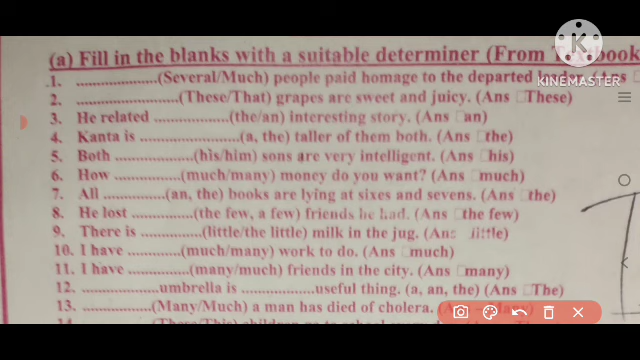 (a) Fill in the blanks with a suitable determiner (From Textbook
1. ....................(Several/Much) people paid homage to the departed
KINEMASTER
2. .........................(These/That) grapes are sweet and juicy. (Ans □These)
3. He related ..................(the/an) interesting story. (Ans □an)
4. Kanta is .........................(a, the) taller of them both. (Ans □the)
5. Both ...................(his/him) sons are very intelligent. (Ans □his)
6. How .................(much/many) money do you want? (Ans □much)
7. All ...............(an, the) books are lying at sixes and sevens. (Ans □the)
8. He lost ...............(the few, a few) friends he had. (Ans □the few)
9. There is .............(little/the little) milk in the jug. (Ans little)
10. I have .............(much/many) work to do. (Ans □much)
11. I have ...............(many/much) friends in the city. (Ans □many)
12. ...................umbrella is ..................useful thing. (a, an, the) (Ans □The)
13. .................(Many/Much) a man has died of cholera.
14.